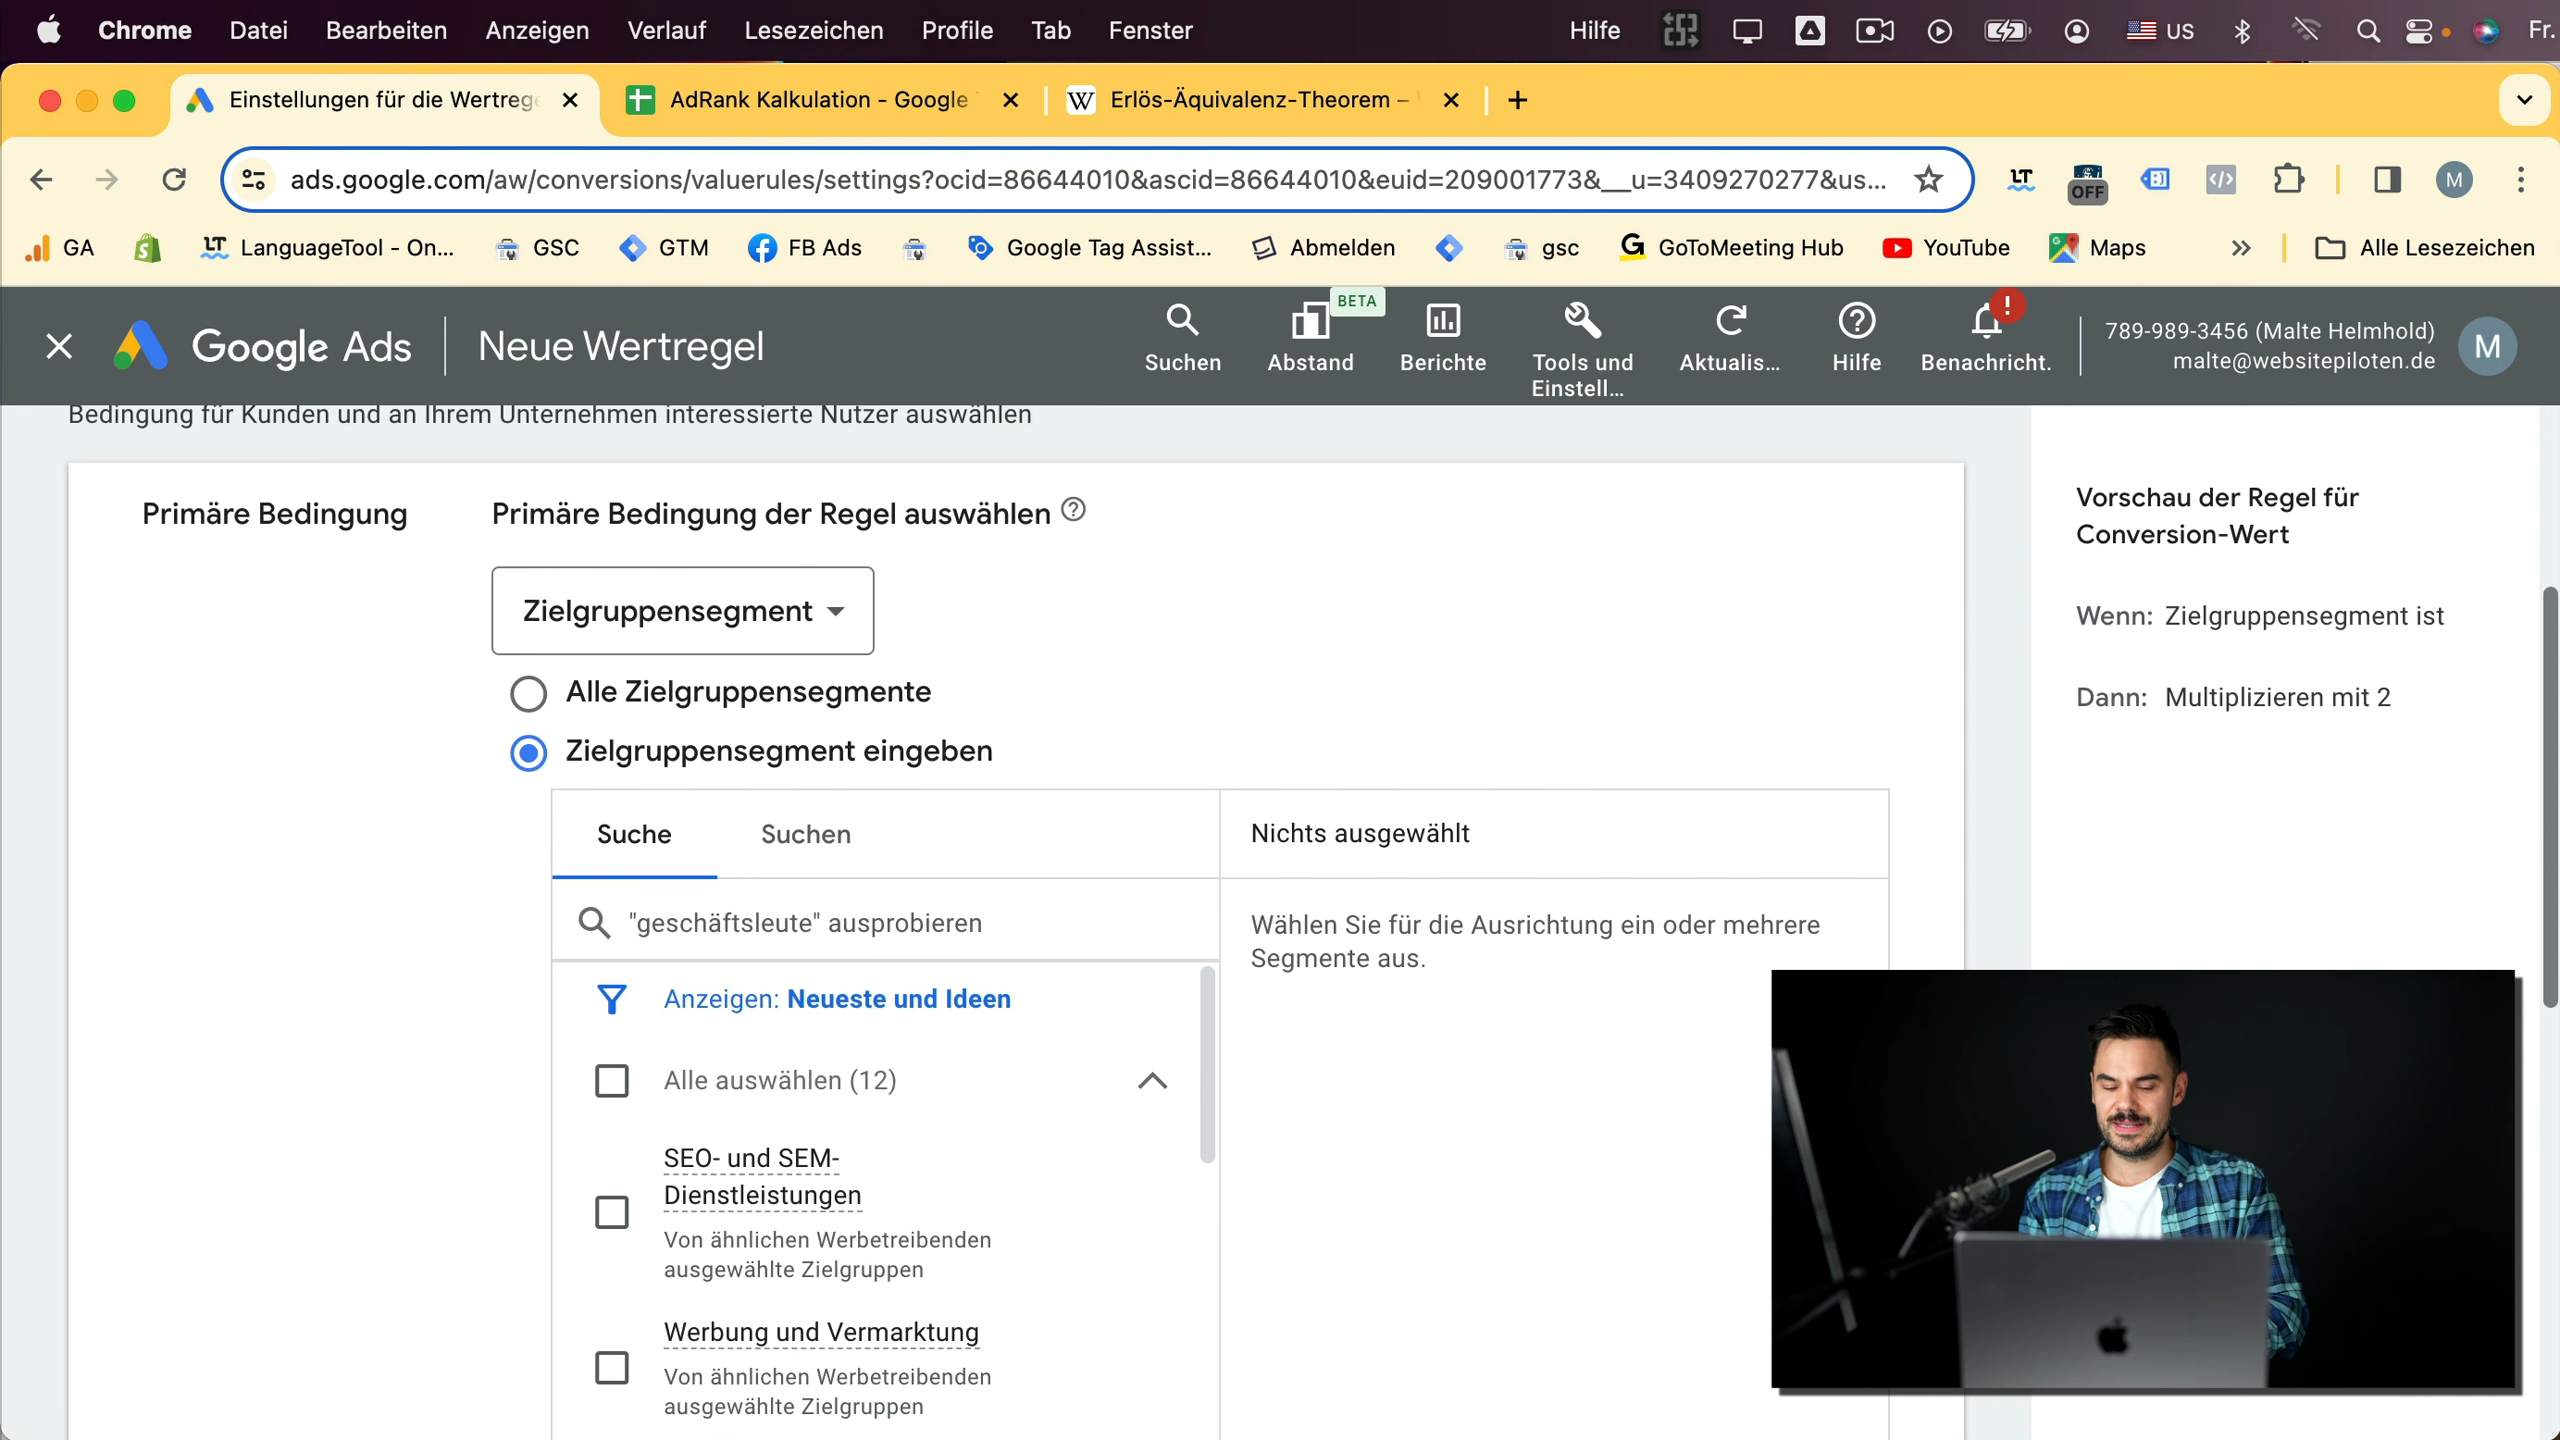 Chrome Datei Bearbeiten Anzeigen Verlauf Lesezeichen Profile Tab Fenster Hilfe US Fr.
Einstellungen für die Wertreg
AdRank Kalkulation - Google
W Erlös-Äquivalenz-Theorem –
ads.google.com/aw/conversions/valuerules/settings?ocid=86644010&ascid=86644010&euid=209001773&__u=3409270277&us...
LT
OFF
M
GA
LT LanguageTool - On...
GSC
GTM
FB Ads
Google Tag Assist...
Abmelden
gsc
G GoToMeeting Hub
YouTube
Maps
Alle Lesezeichen
Google Ads
Neue Wertregel
Suchen
BETA
Abstand
Berichte
Tools und
Einstell...
Aktualis...
Hilfe
!
Benachricht.
789-989-3456 (Malte Helmhold)
malte@websitepiloten.de
M
Bedingung für Kunden und an Ihrem Unternehmen interessierte Nutzer auswählen
Primäre Bedingung
Primäre Bedingung der Regel auswählen
Zielgruppensegment
Alle Zielgruppensegmente
Zielgruppensegment eingeben
Suche
Suchen
Nichts ausgewählt
"geschäftsleute" ausprobieren
Wählen Sie für die Ausrichtung ein oder mehrere
Segmente aus.
Anzeigen: Neueste und Ideen
Alle auswählen (12)
SEO- und SEM-
Dienstleistungen
Von ähnlichen Werbetreibenden
ausgewählte Zielgruppen
Werbung und Vermarktung
Von ähnlichen Werbetreibenden
ausgewählte Zielgruppen
Vorschau der Regel für
Conversion-Wert
Wenn: Zielgruppensegment ist
Dann: Multiplizieren mit 2